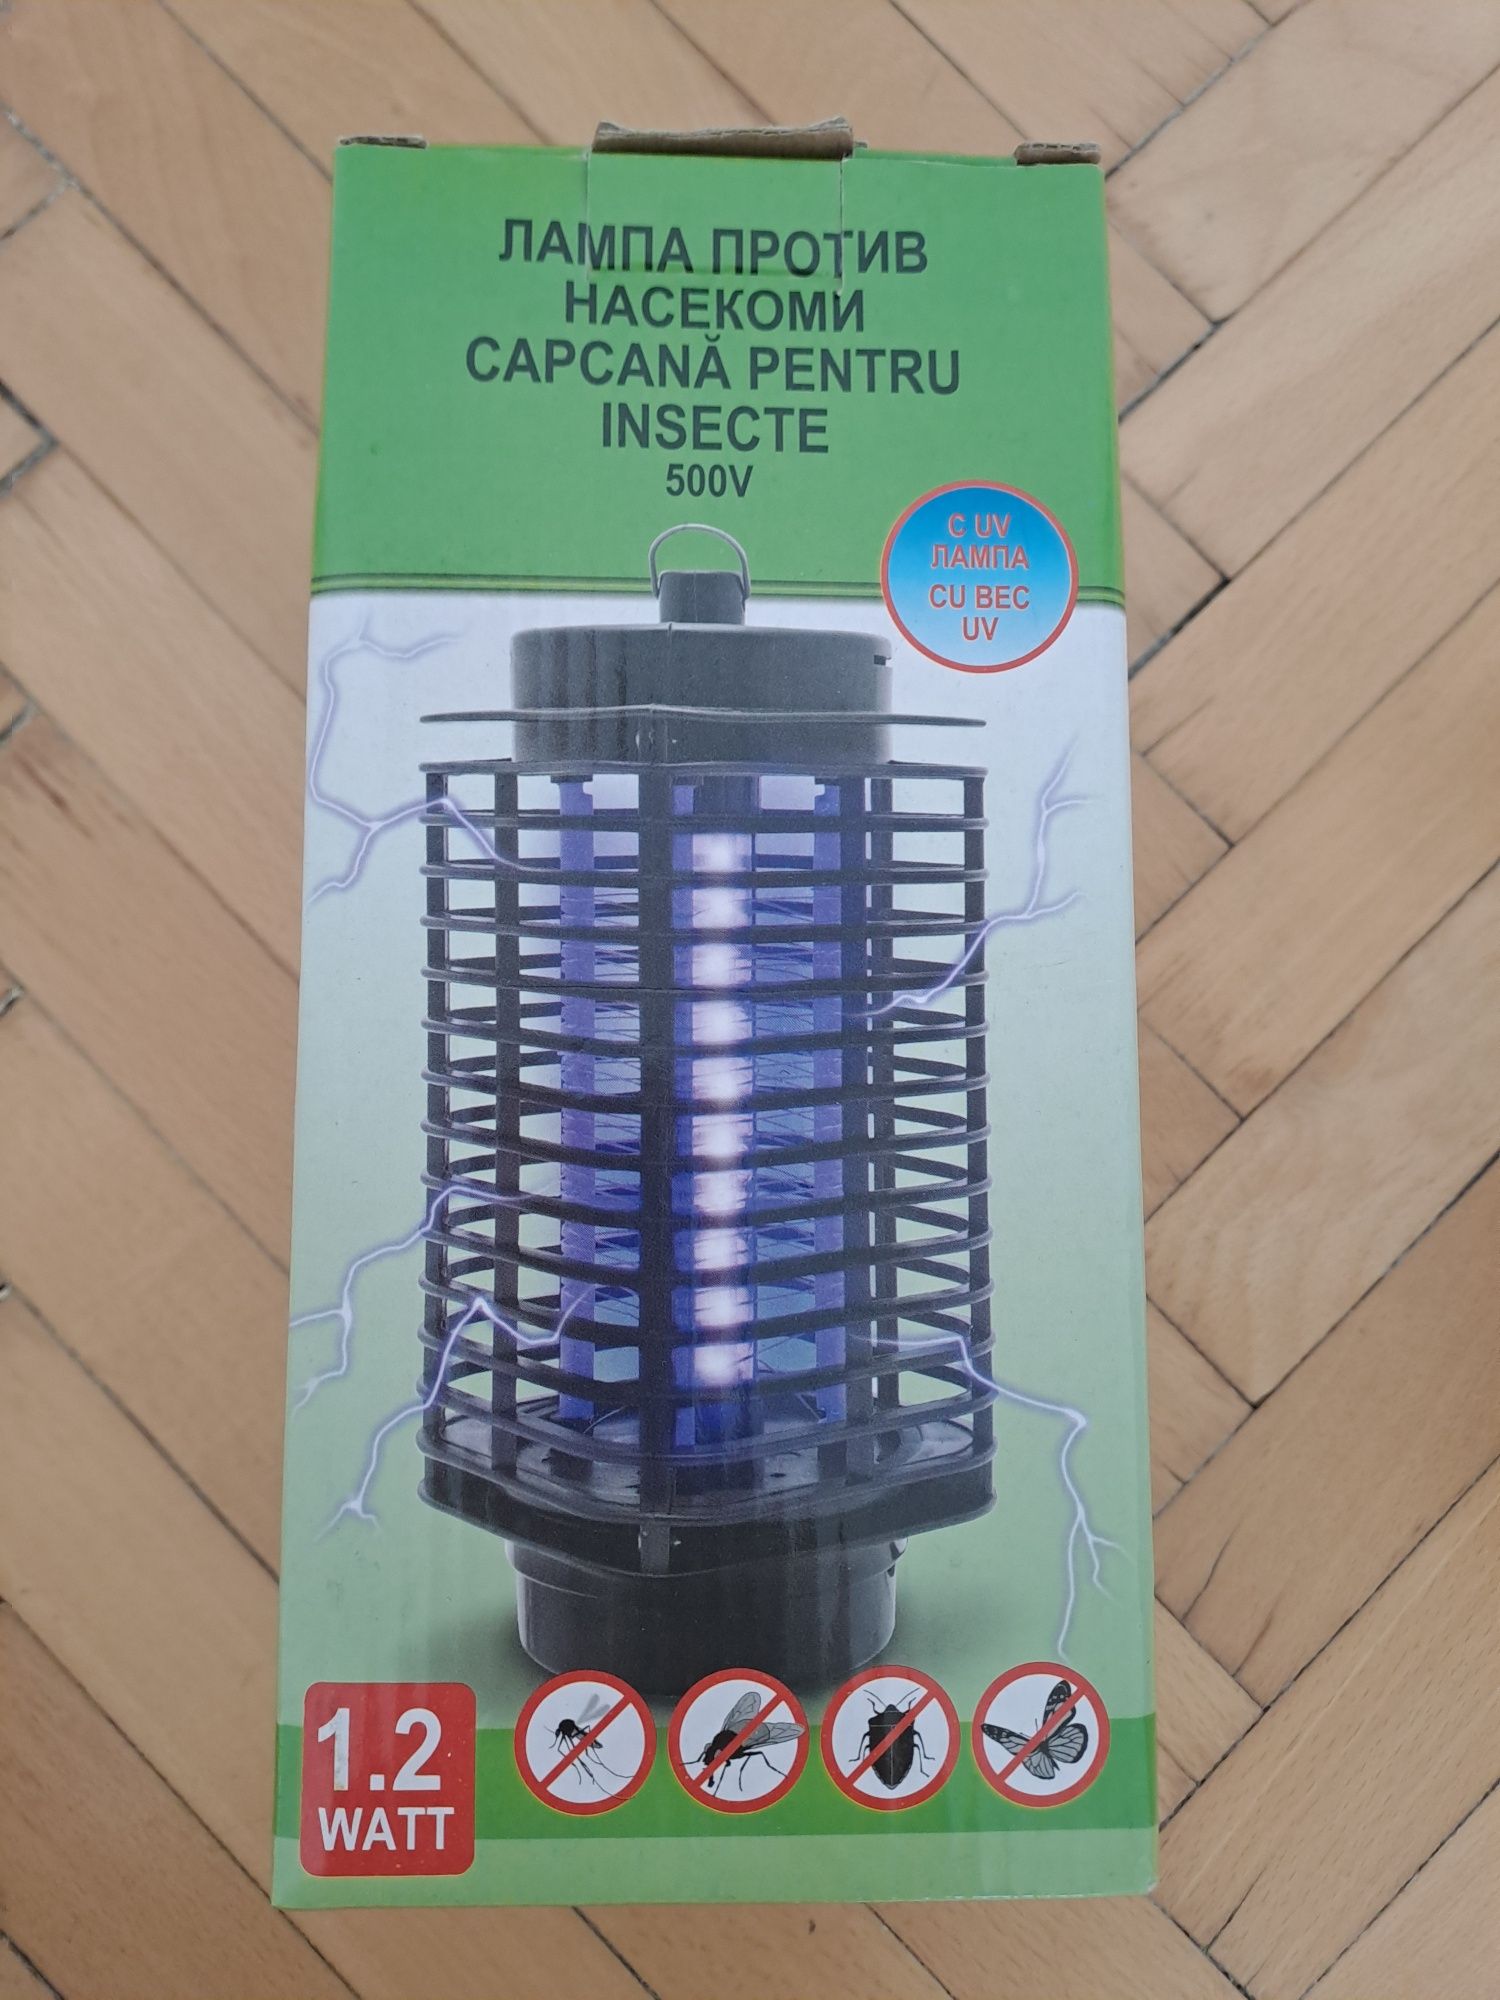 ЛАМПА ПРОТИВ
НАСЕКОМИ
CAPCANĂ PENTRU
INSECTE
500V
С UV
ЛАМПА
CU BEC
UV
1.2
WATT